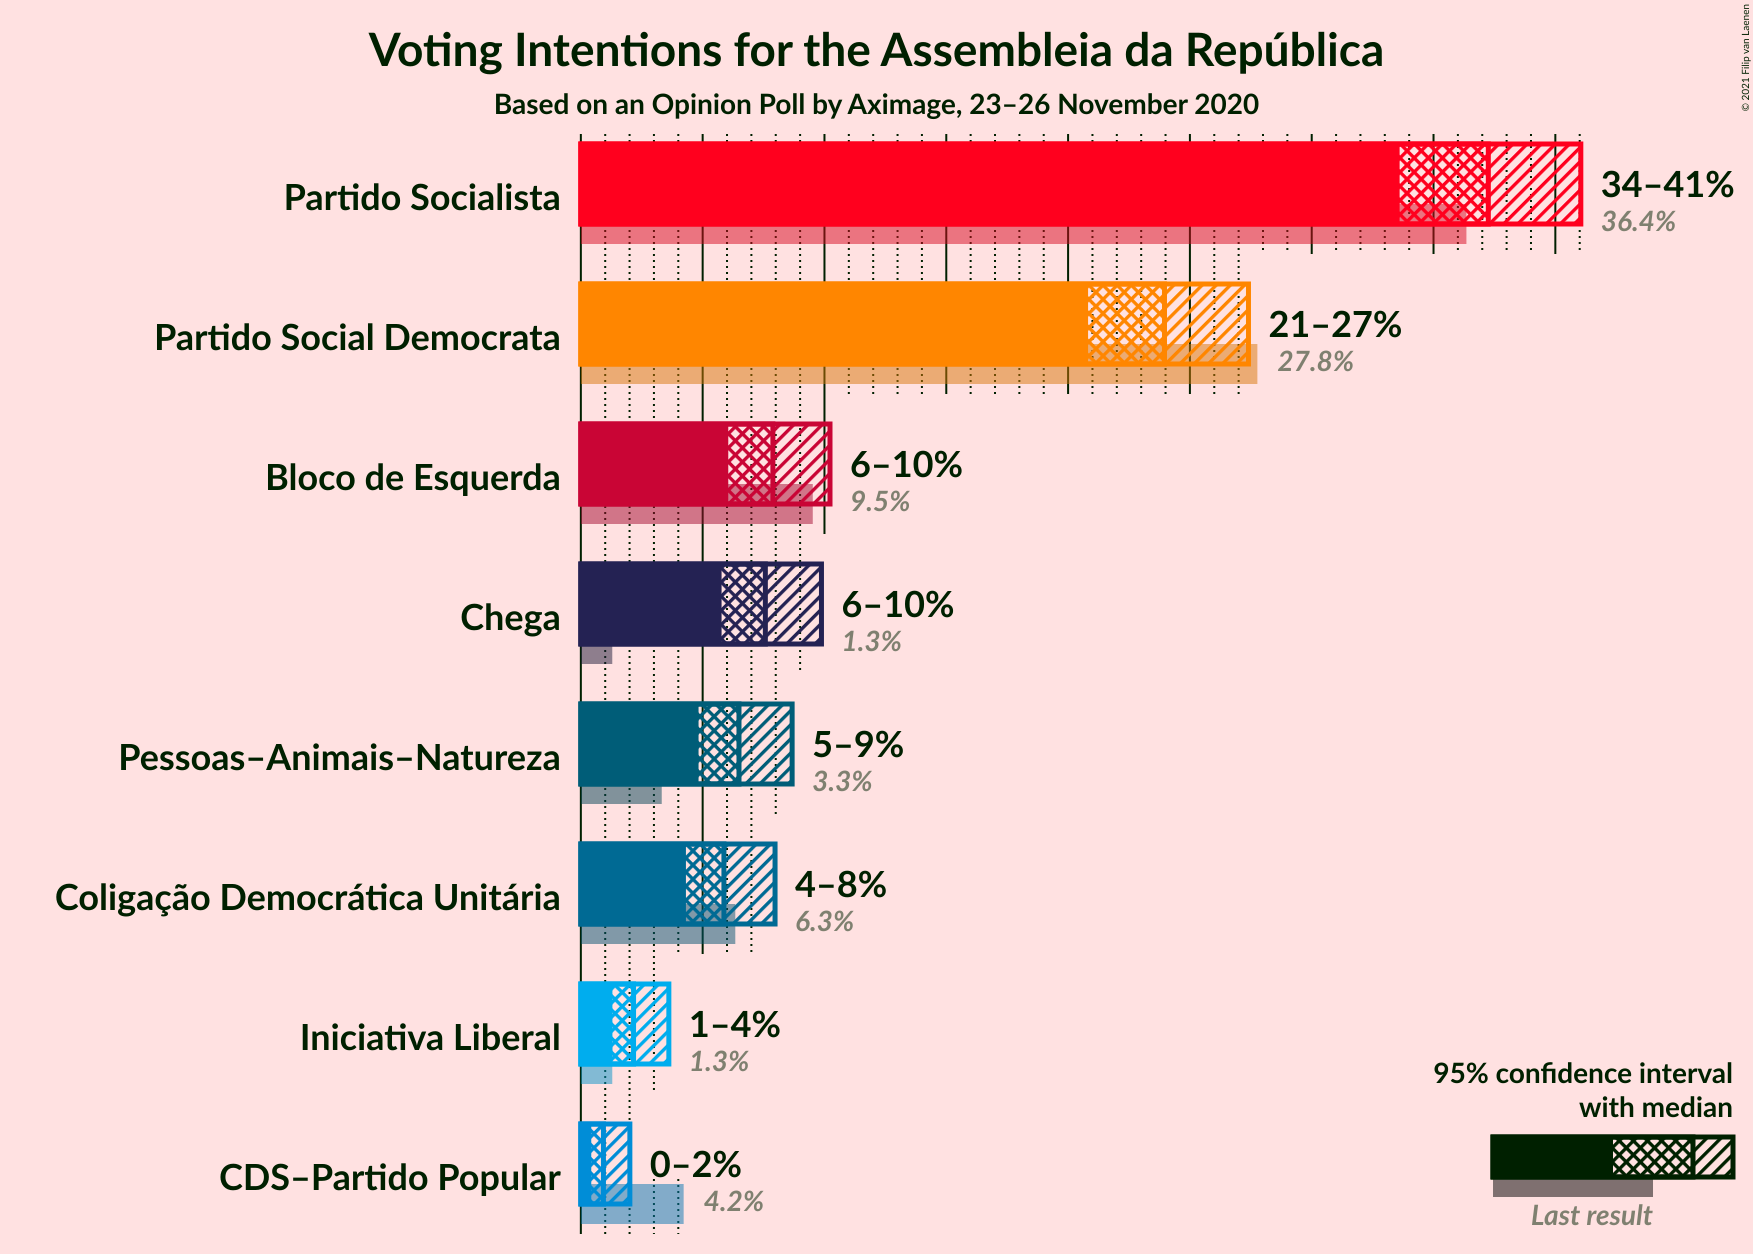 Voting Intentions for the Assembleia da República
Based on an Opinion Poll by Aximage, 23–26 November 2020
© 2021 Filip van Laenen
Partido Socialista
34–41%
36.4%
Partido Social Democrata
21–27%
27.8%
Bloco de Esquerda
6–10%
9.5%
Chega
6–10%
1.3%
Pessoas–Animais–Natureza
5–9%
3.3%
Coligação Democrática Unitária
4–8%
6.3%
Iniciativa Liberal
1–4%
1.3%
CDS–Partido Popular
0–2%
4.2%
95% confidence interval
with median
Last result